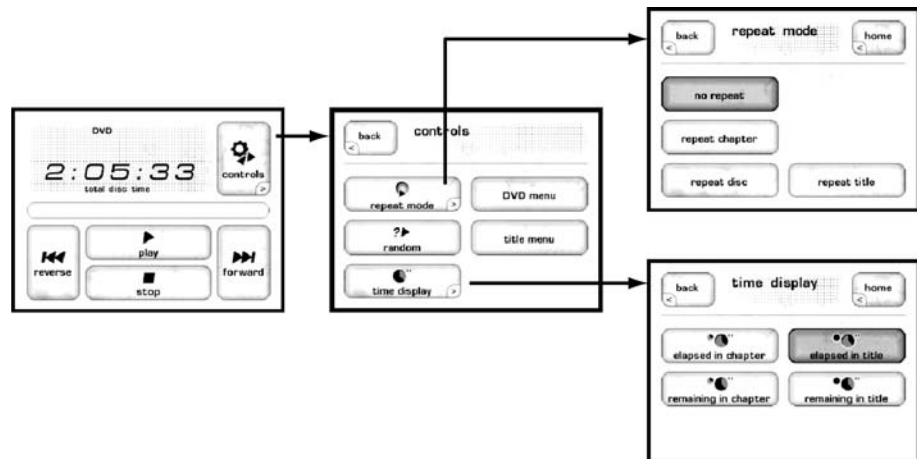 DVD
2:05:33
total disc time
controls
>
reverse
play
stop
forward
back
<
controls
repeat mode
>
DVD menu
?
random
title menu
time display
>
back
<
repeat mode
home
<
no repeat
repeat chapter
repeat disc
repeat title
back
<
time display
home
<
elapsed in chapter
elapsed in title
remaining in chapter
remaining in title